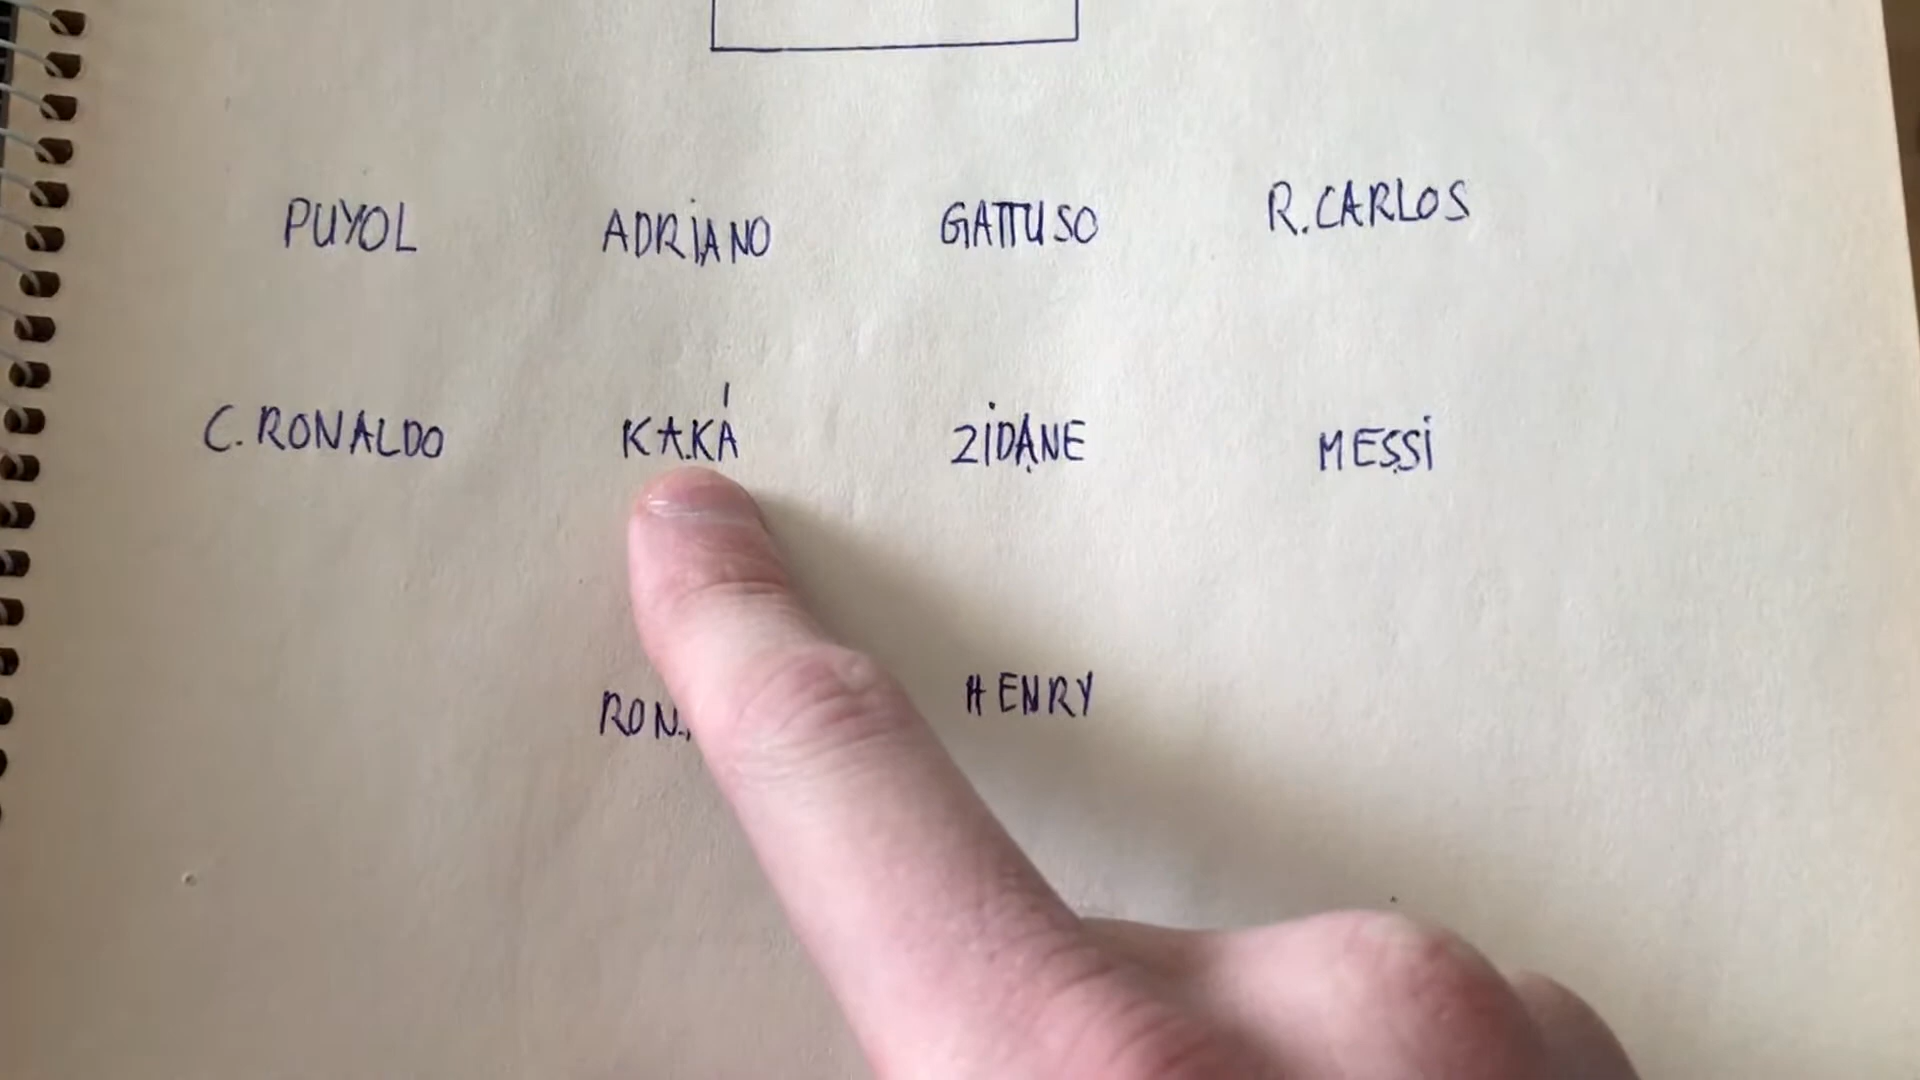 PUYOL ADRIANO GATTUSO R.CARLOS
C.RONALDO KAKÁ ZIDANE MESSI
HENRY